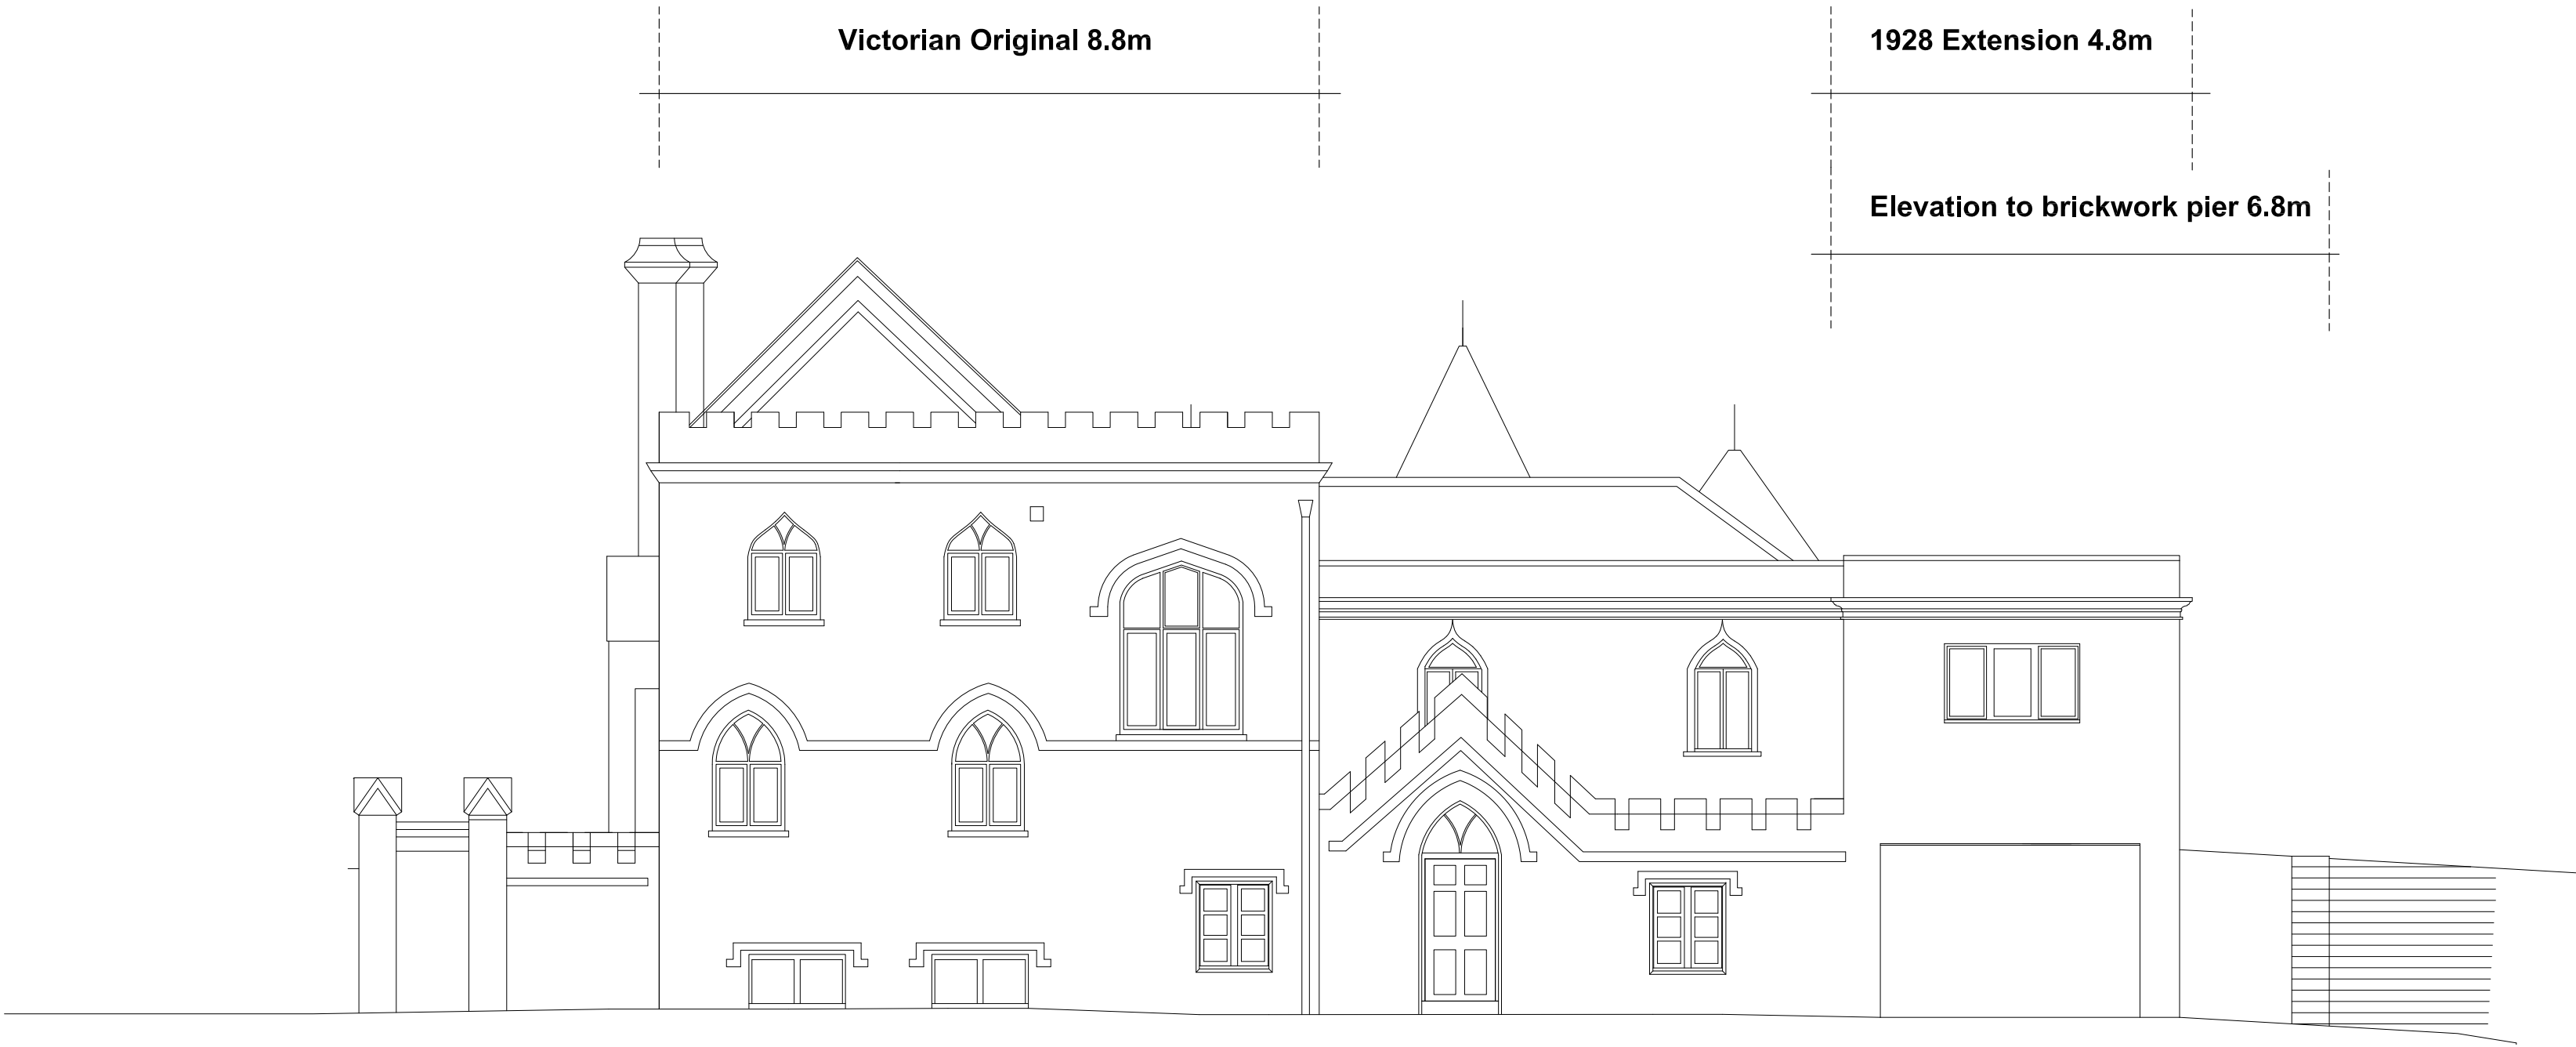 Victorian Original 8.8m
1928 Extension 4.8m
Elevation to brickwork pier 6.8m